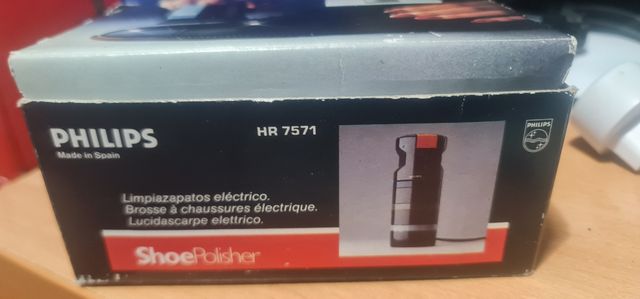 PHILIPS
Made in Spain
HR 7571
PHILIPS
Limpiazapatos eléctrico.
Brosse à chaussures électrique.
Lucidascarpe elettrico.
ShoePolisher